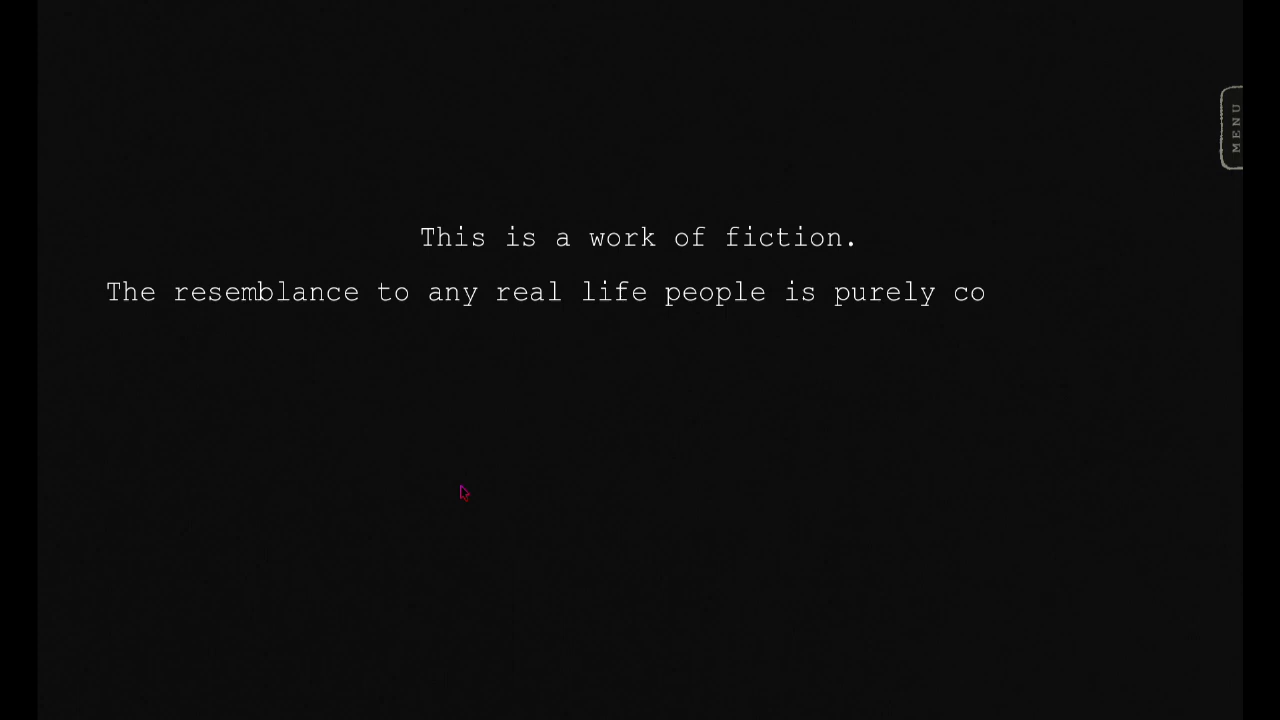 MENU
This is a work of fiction.
The resemblance to any real life people is purely co